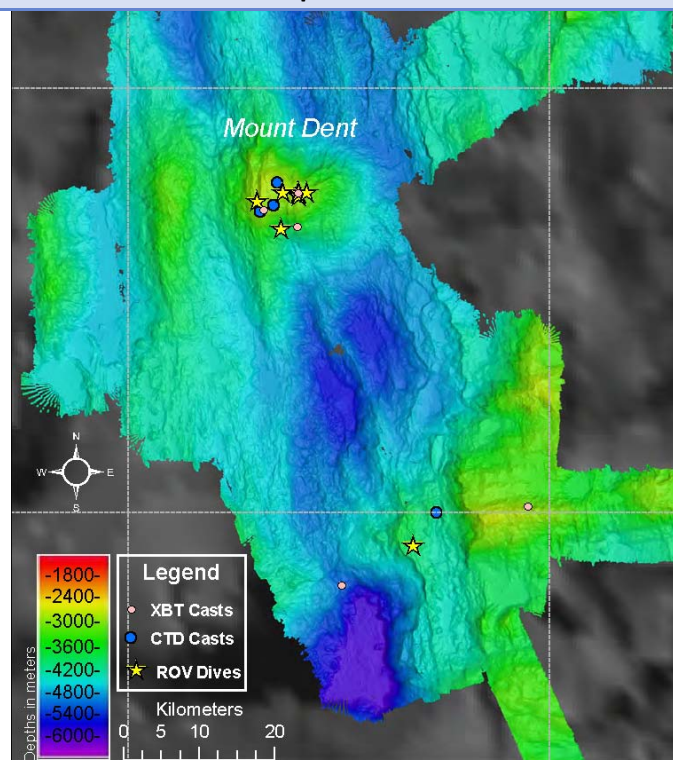 Mount Dent
N
W E
S
-1800-
-2400-
-3000-
-3600-
-4200-
-4800-
-5400-
-6000-
Depths in meters
Legend
XBT Casts
CTD Casts
ROV Dives
Kilometers
0 5 10 20